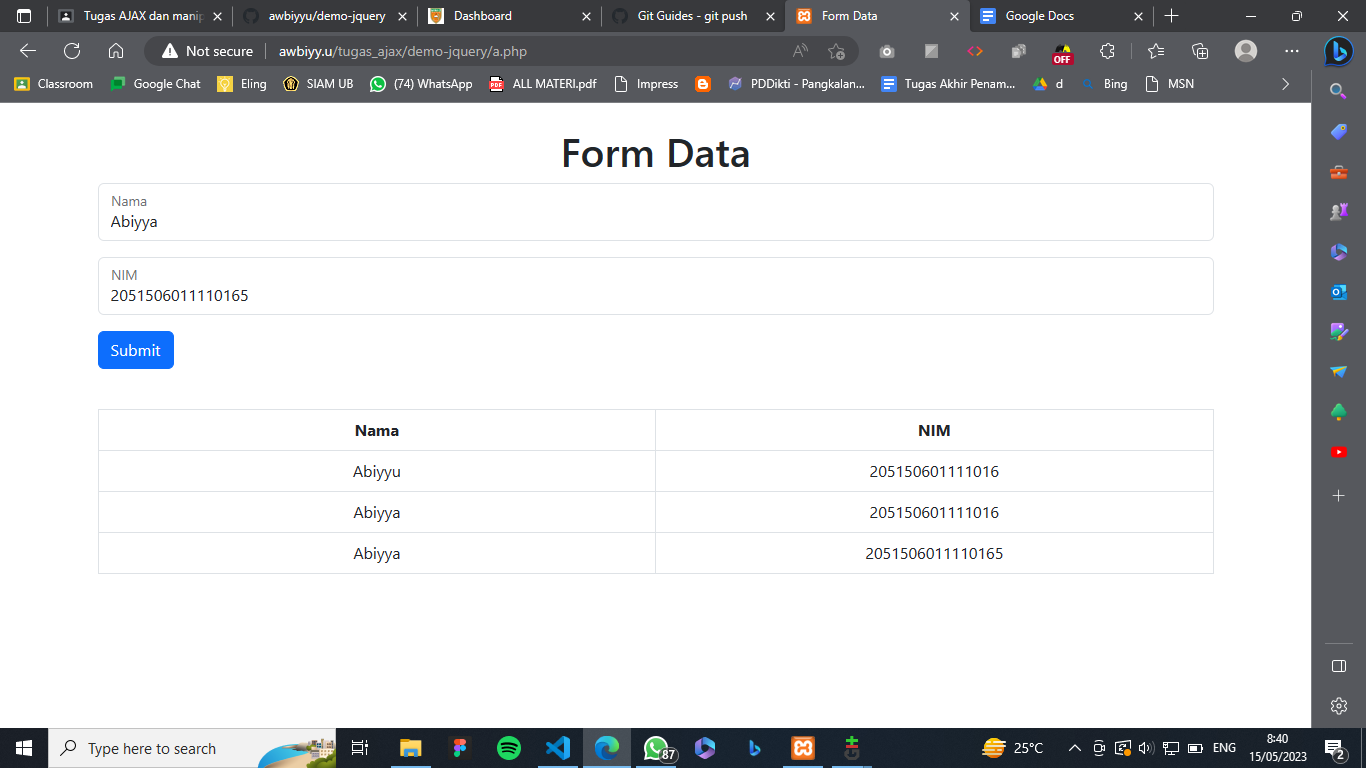 Tugas AJAX dan manip
awbiyyu/demo-jquery
Dashboard
Git Guides - git push
Form Data
Google Docs
Not secure
awbiyy.u/tugas_ajax/demo-jquery/a.php
OFF
Classroom
Google Chat
Eling
SIAM UB
(74) WhatsApp
PDF
ALL MATERI.pdf
Impress
PDDikti - Pangkalan...
Tugas Akhir Penam...
d
Bing
MSN
Form Data
Nama
Abiyya
NIM
2051506011110165
Submit
Nama NIM
Abiyyu 205150601111016
Abiyya 205150601111016
Abiyya 2051506011110165
Type here to search
87
25°C
ENG
8:40
15/05/2023
2